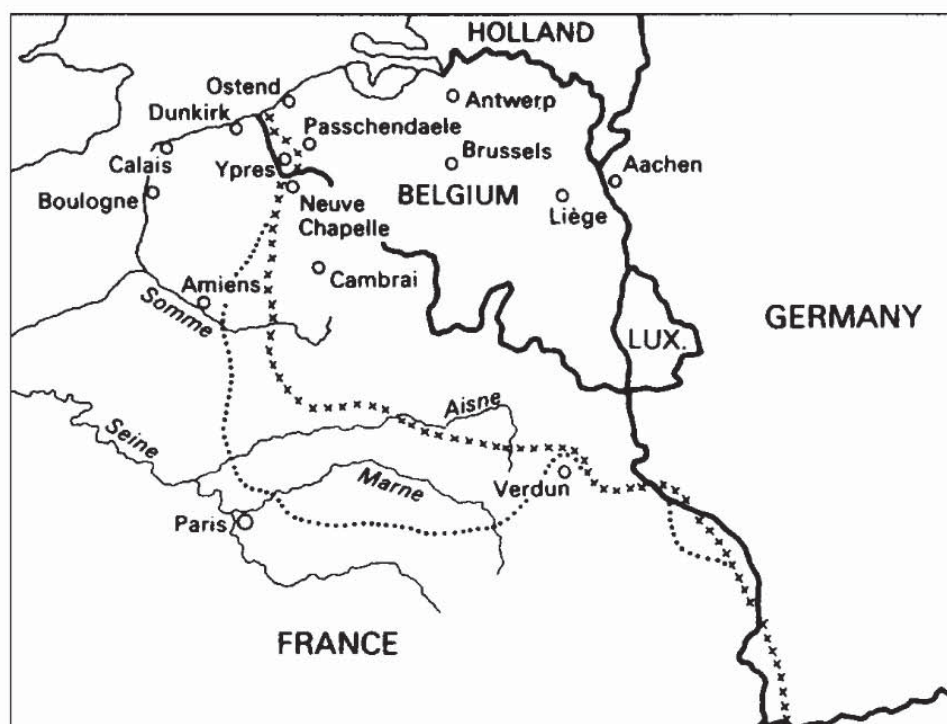 HOLLAND
Ostend
Antwerp
Dunkirk
Passchendaele
Calais
Ypres
Brussels
Aachen
Boulogne
Neuve
Chapelle
BELGIUM
Liège
Amiens
Cambrai
Somme
GERMANY
LUX.
Aisne
Seine
Marne
Verdun
Paris
FRANCE